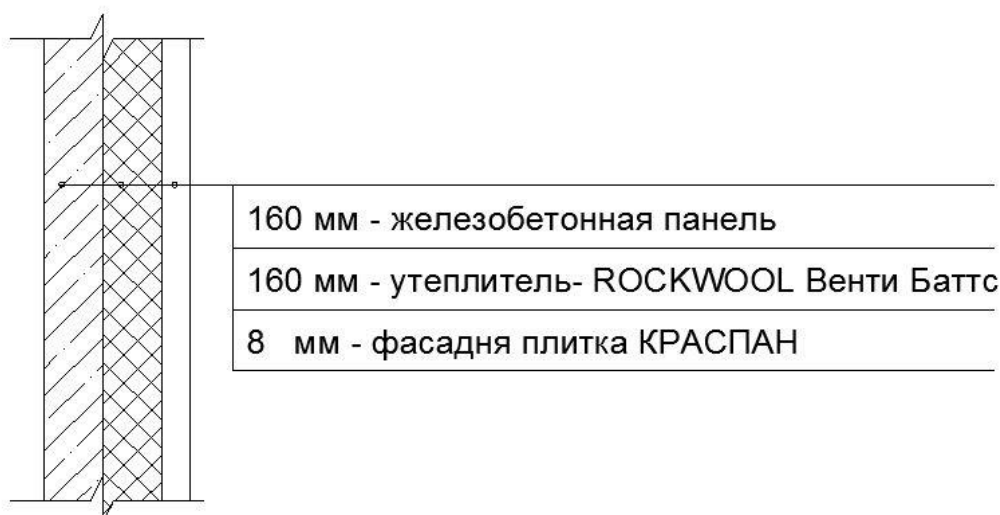 160 мм - железобетонная панель
160 мм - утеплитель- ROCKWOOL Венти Баттс
8 мм - фасадня плитка КРАСПАН